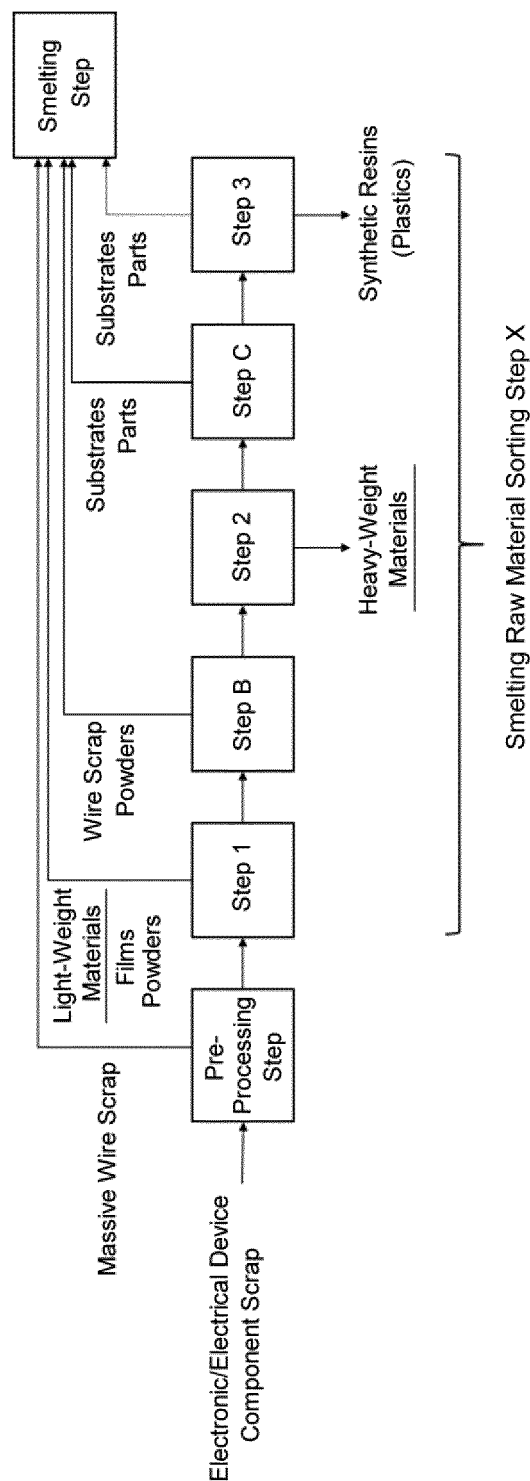 Electronic/Electrical Device
Component Scrap
Massive Wire Scrap
Pre-
Processing
Step
Light-Weight
Materials
Films
Powders
Step 1
Wire Scrap
Powders
Step B
Step 2
Heavy-Weight
Materials
Substrates
Parts
Step C
Substrates
Parts
Step 3
Synthetic Resins
(Plastics)
Smelting
Step
Smelting Raw Material Sorting Step X